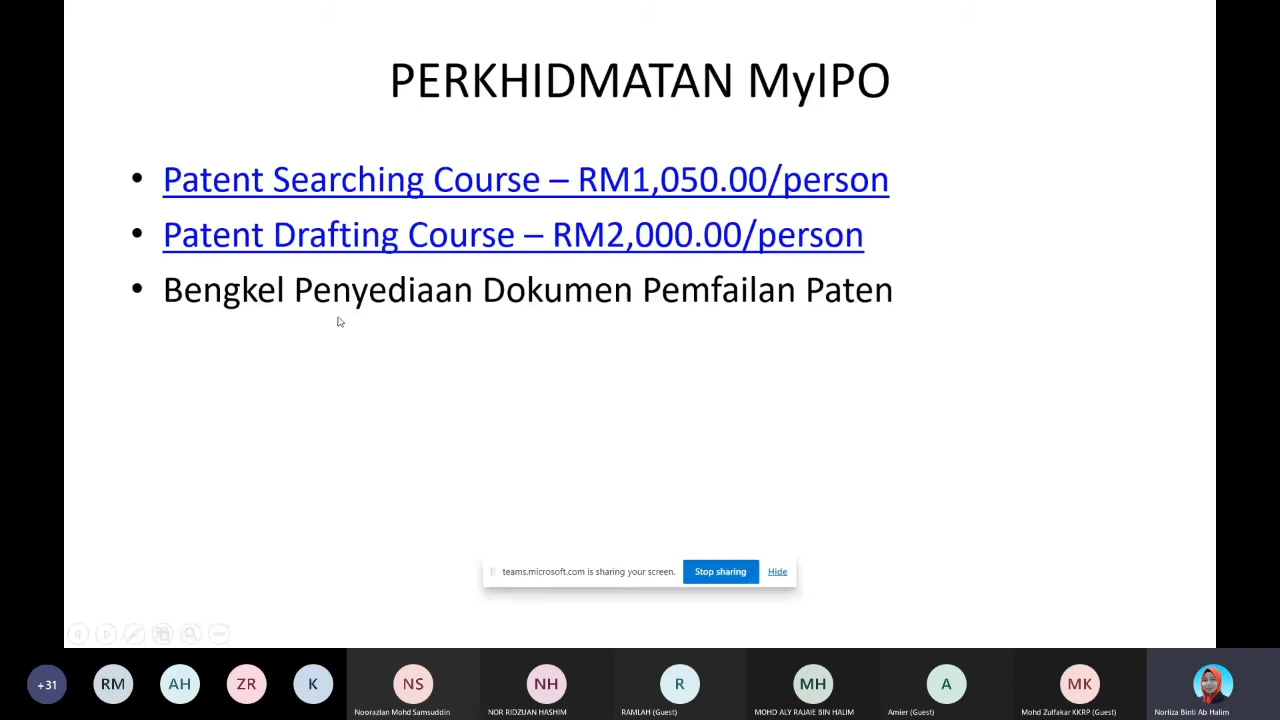 PERKHIDMATAN MyIPO
• Patent Searching Course – RM1,050.00/person
• Patent Drafting Course – RM2,000.00/person
• Bengkel Penyediaan Dokumen Pemfailan Paten
teams.microsoft.com is sharing your screen. Stop sharing Hide
+31 RM AH ZR K NS NH R MH A MK
Noorazlan Mohd Samsuddin NOR RIDZUAN HASHIM RAMLAH (Guest) MOHD ALY RAJAIE BIN HALIM Amier (Guest) Mohd Zulfakar KKRP (Guest) Norliza Binti Ab Halim